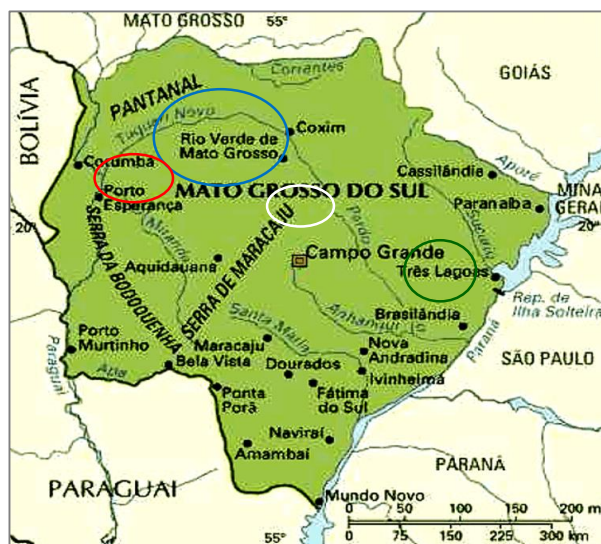 MATO GROSSO
55°
GOIÁS
BOLÍVIA
PANTANAL
Correntes
Taquari Novo
Coxim
Rio Verde de
Mato Grosso
Corumbá
Cassilândia
Aporé
Porto
Esperança
MATO GROSSO DO SUL
MINAS
GERAIS
Paranaíba
20°
20°
Sucuriú
SERRA DA BODOQUENHA
Miranda
SERRA DE MARACAJU
Pardo
Campo Grande
Aquidauana
Três Lagoas
Rep. de
Ilha Solteira
Anhanduí
Brasilândia
Paraná
Santa Maria
Porto
Murtinho
Maracaju
Bela Vista
Nova
Andradina
SÃO PAULO
Paraguai
Apa
Dourados
Ivinheima
Ponta
Porã
Fátima
do Sul
Naviraí
Amambaí
PARANÁ
PARAGUAI
Mundo Novo
0 50 100 150 200 m
0 75 150 225 300 km
55°